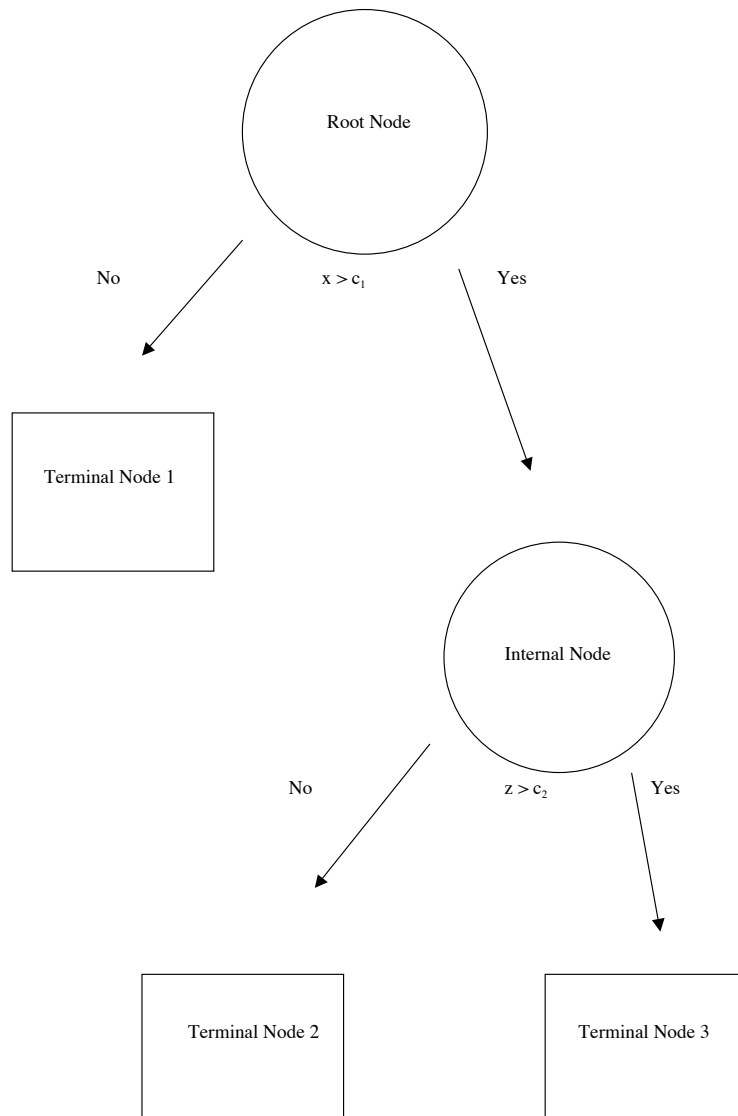 Root Node
No
x > c₁
Yes
Terminal Node 1
Internal Node
No
z > c₂
Yes
Terminal Node 2
Terminal Node 3